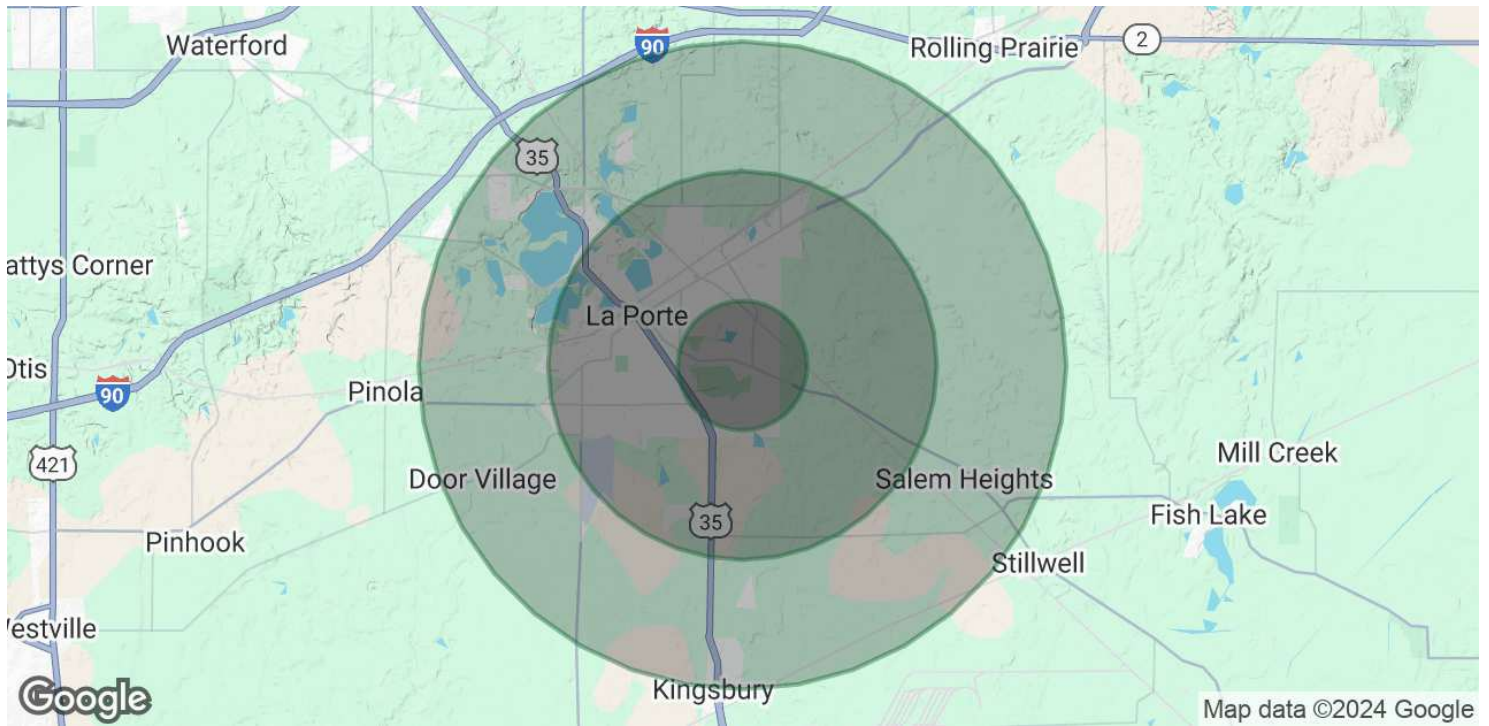 Waterford
90
Rolling Prairie
2
35
attys Corner
La Porte
Otis
90
Pinola
421
Door Village
Salem Heights
Mill Creek
35
Fish Lake
Pinhook
Stillwell
estville
Kingsbury
Google
Map data ©2024 Google